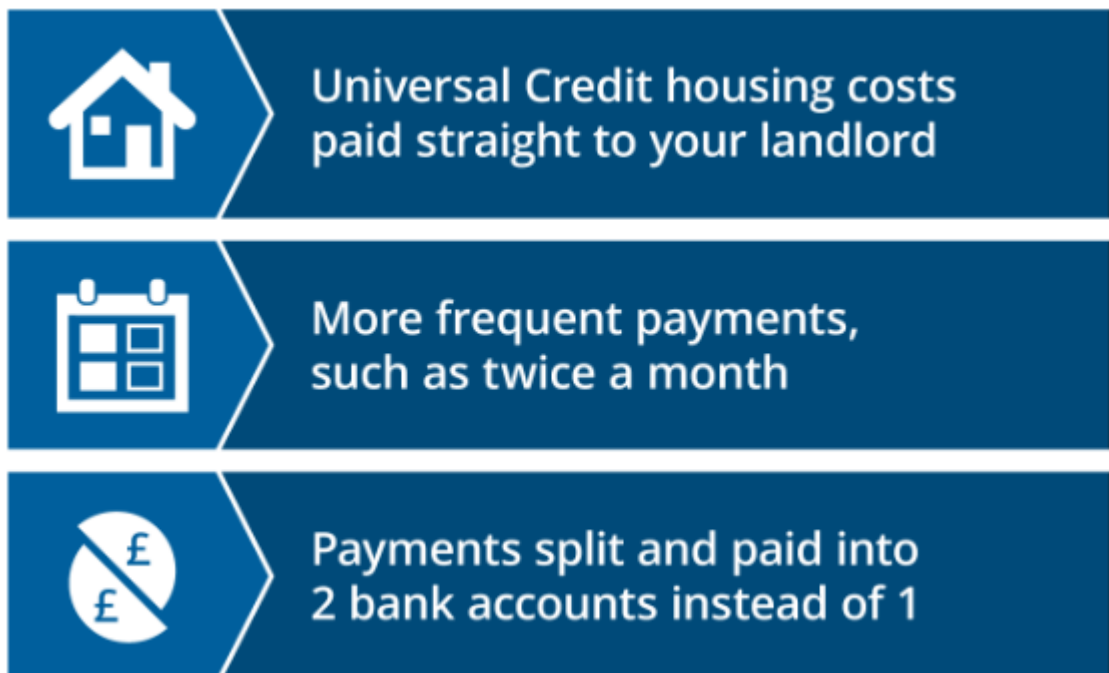 Universal Credit housing costs
paid straight to your landlord
More frequent payments,
such as twice a month
£
£
Payments split and paid into
2 bank accounts instead of 1